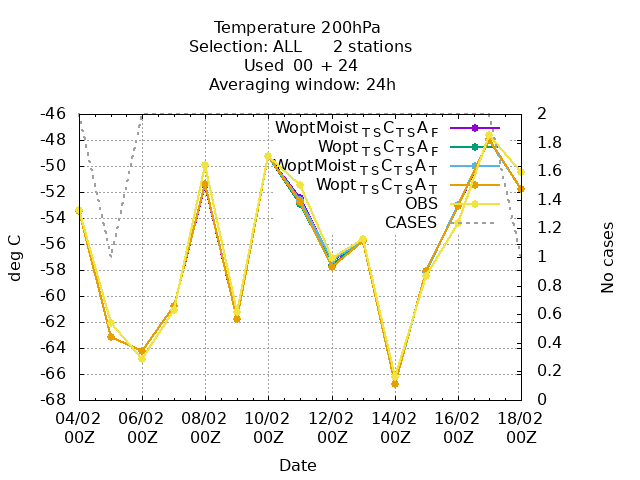 Temperature 200hPa
Selection: ALL 2 stations
Used 00 + 24
Averaging window: 24h
WoptMoist TS C TS A F
Wopt TS C TS A F
WoptMoist TS C TS A T
Wopt TS C TS A T
OBS
CASES
-46
-48
-50
-52
-54
-56
-58
-60
-62
-64
-66
-68
deg C
2
1.8
1.6
1.4
1.2
1
0.8
0.6
0.4
0.2
0
No cases
04/02 06/02 08/02 10/02 12/02 14/02 16/02 18/02
00Z 00Z 00Z 00Z 00Z 00Z 00Z 00Z
Date